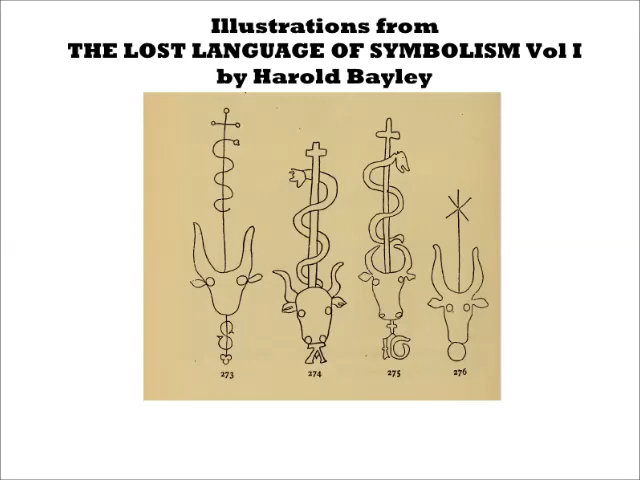 Illustrations from
THE LOST LANGUAGE OF SYMBOLISM Vol I
by Harold Bayley
273 274 275 276